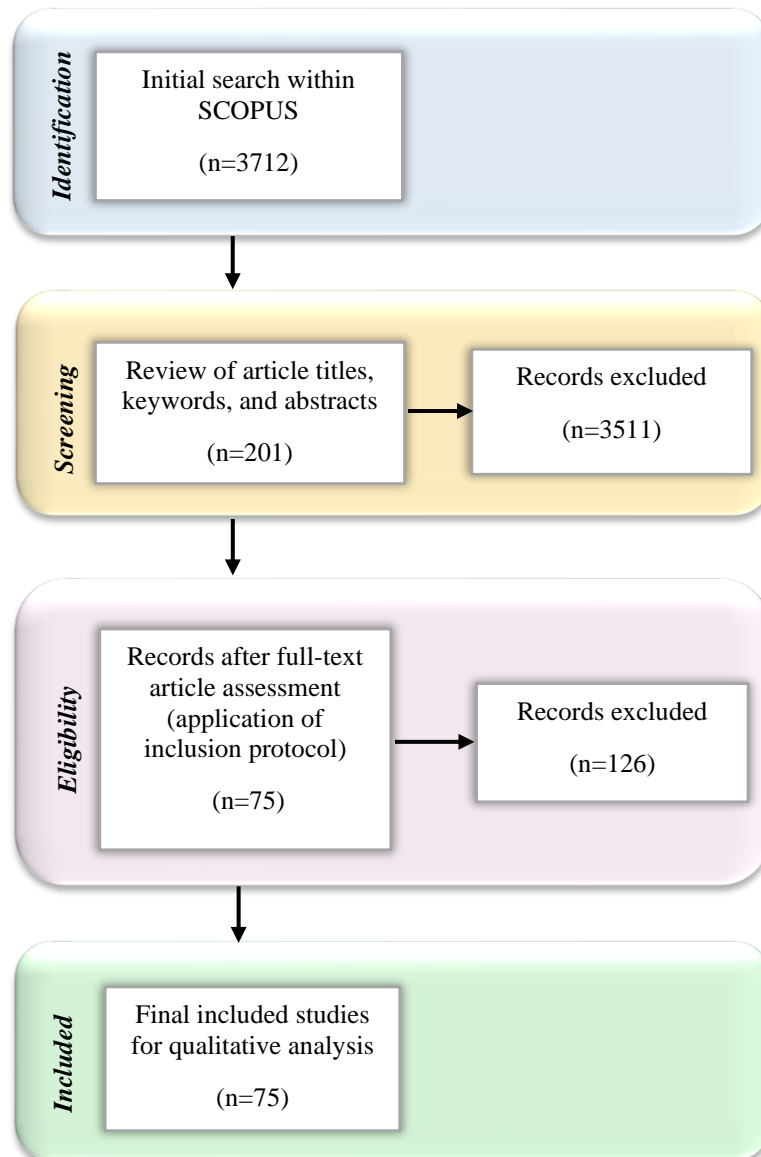 Identification
Initial search within
SCOPUS
(n=3712)
Screening
Review of article titles,
keywords, and abstracts
(n=201)
Records excluded
(n=3511)
Eligibility
Records after full-text
article assessment
(application of
inclusion protocol)
(n=75)
Records excluded
(n=126)
Included
Final included studies
for qualitative analysis
(n=75)